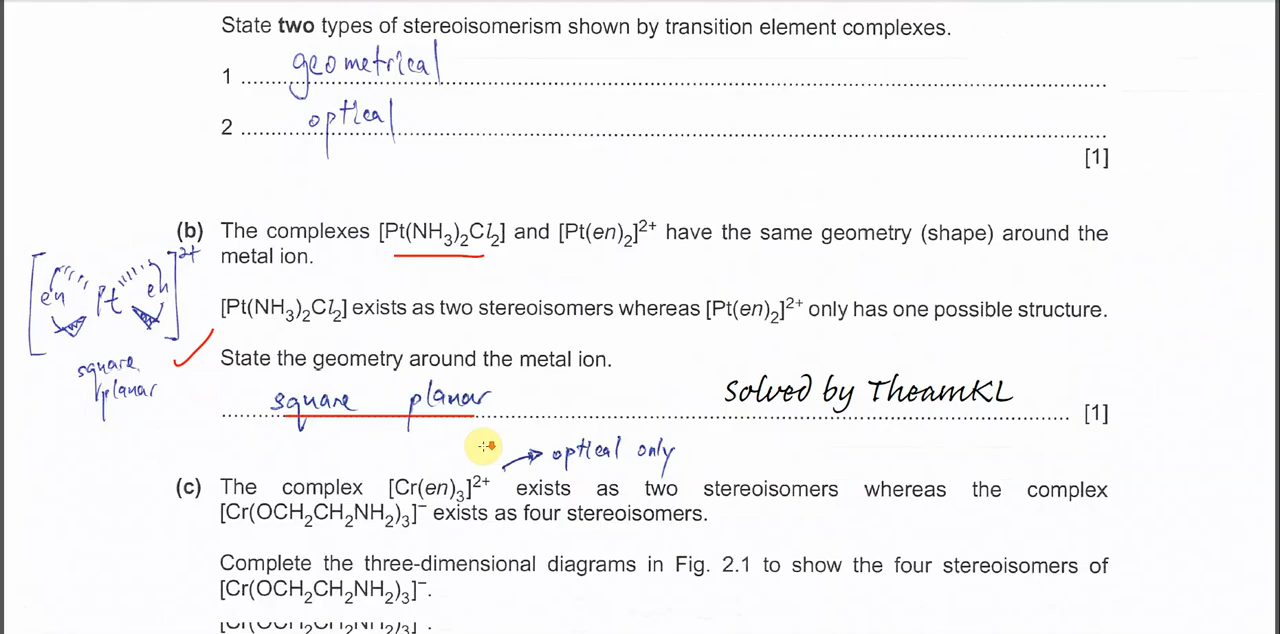 State two types of stereoisomerism shown by transition element complexes.
1 geometrical
2 optical
[1]
(b) The complexes [Pt(NH₃)₂Cl₂] and [Pt(en)₂]²⁺ have the same geometry (shape) around the
metal ion.
[en Pt en]²⁺
square
planar
[Pt(NH₃)₂Cl₂] exists as two stereoisomers whereas [Pt(en)₂]²⁺ only has one possible structure.
State the geometry around the metal ion.
square planar
Solved by TheamKL
[1]
optical only
(c) The complex [Cr(en)₃]²⁺ exists as two stereoisomers whereas the complex
[Cr(OCH₂CH₂NH₂)₃]⁻ exists as four stereoisomers.
Complete the three-dimensional diagrams in Fig. 2.1 to show the four stereoisomers of
[Cr(OCH₂CH₂NH₂)₃]⁻.